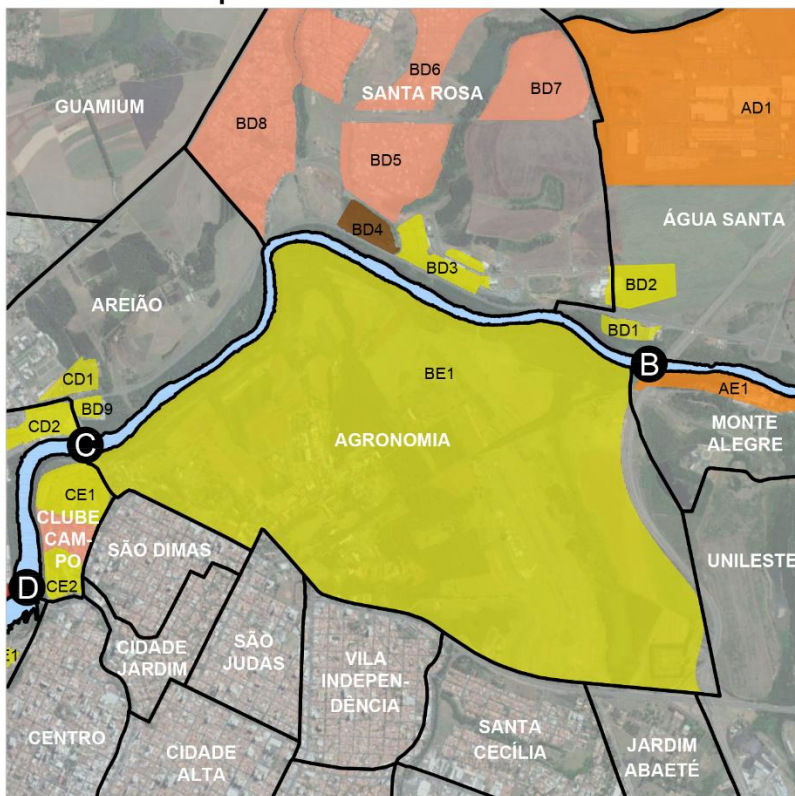 BD6
SANTA ROSA
GUAMIUM
BD7
AD1
BD8
BD5
BD4
ÁGUA SANTA
BD3
BD2
AREIÃO
BD1
B
BE1
CD1
AE1
BD9
CD2
MONTE
ALEGRE
C
AGRONOMIA
CE1
CLUBE
CAM-
PO
SÃO DIMAS
UNILESTE
D
CE2
CIDADE
JARDIM
SÃO
JUDAS
VILA
INDEPEN-
DÊNCIA
E1
CENTRO
CIDADE
ALTA
SANTA
CECÍLIA
JARDIM
ABAETÉ